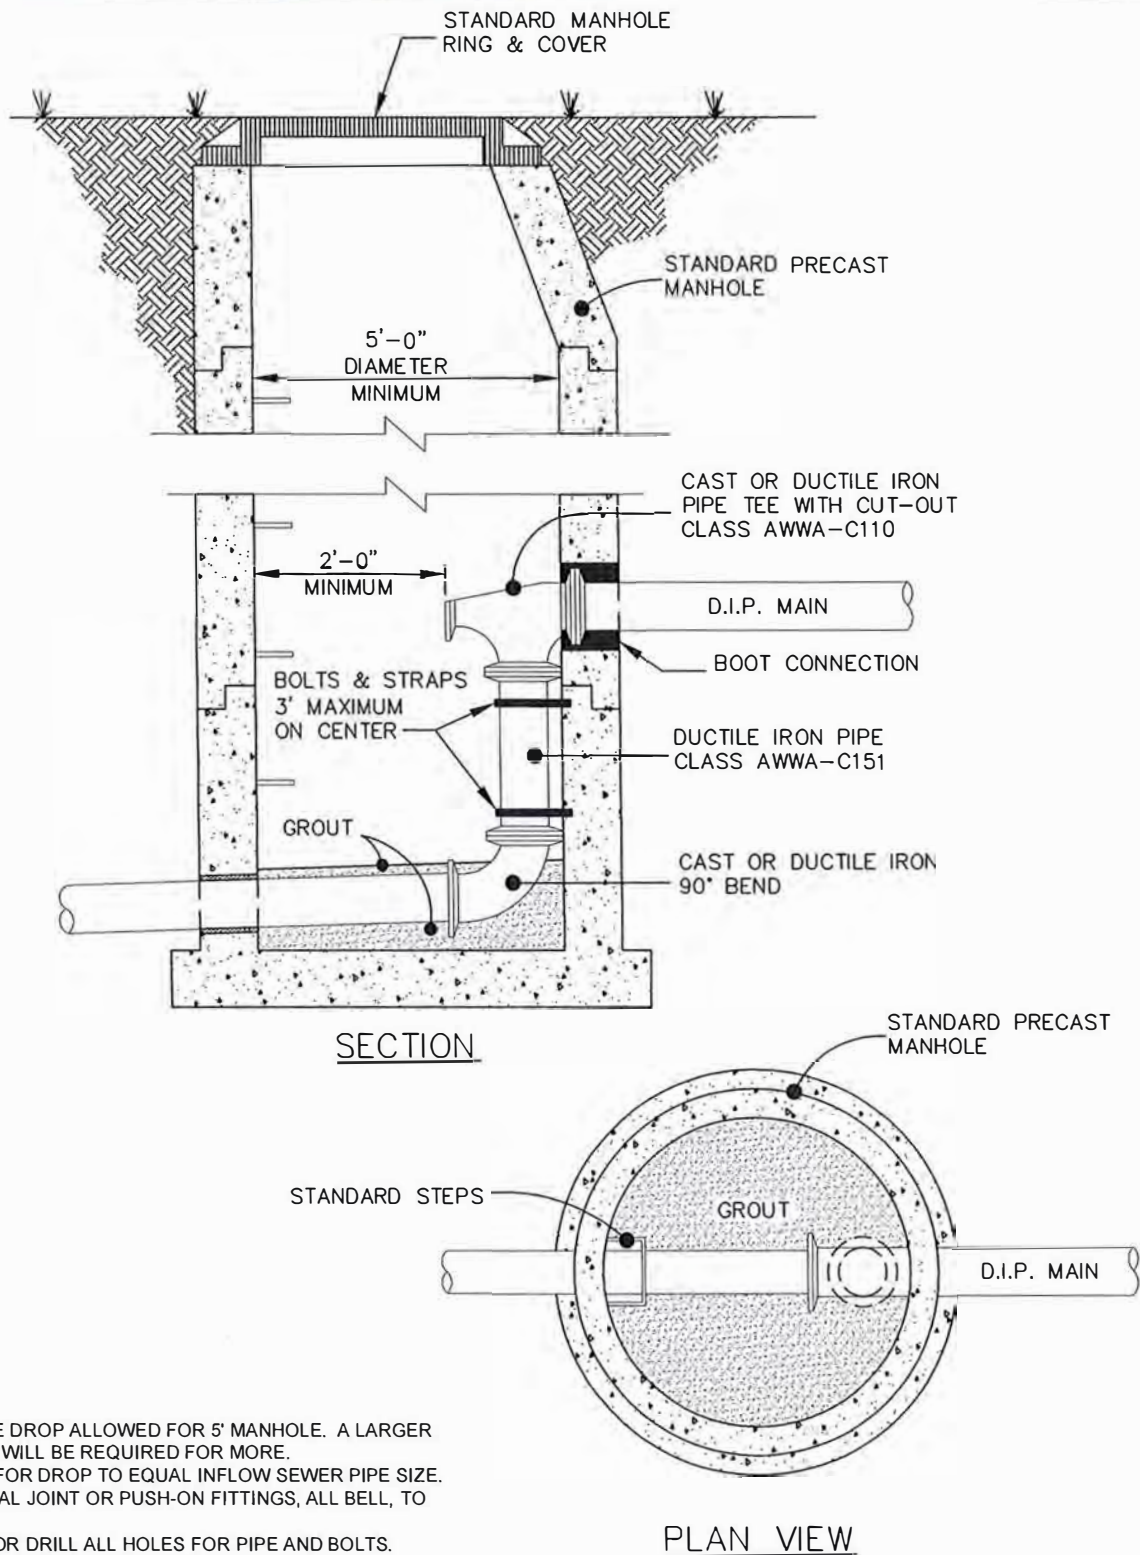 STANDARD MANHOLE
RING & COVER
STANDARD PRECAST
MANHOLE
5'-0"
DIAMETER
MINIMUM
CAST OR DUCTILE IRON
PIPE TEE WITH CUT-OUT
CLASS AWWA-C110
2'-0"
MINIMUM
D.I.P. MAIN
BOOT CONNECTION
BOLTS & STRAPS
3' MAXIMUM
ON CENTER
DUCTILE IRON PIPE
CLASS AWWA-C151
GROUT
CAST OR DUCTILE IRON
90° BEND
SECTION
STANDARD PRECAST
MANHOLE
STANDARD STEPS
GROUT
D.I.P. MAIN
DROP ALLOWED FOR 5' MANHOLE. A LARGER
WILL BE REQUIRED FOR MORE.
FOR DROP TO EQUAL INFLOW SEWER PIPE SIZE.
JOINT OR PUSH-ON FITTINGS, ALL BELL, TO
OR DRILL ALL HOLES FOR PIPE AND BOLTS.
PLAN VIEW